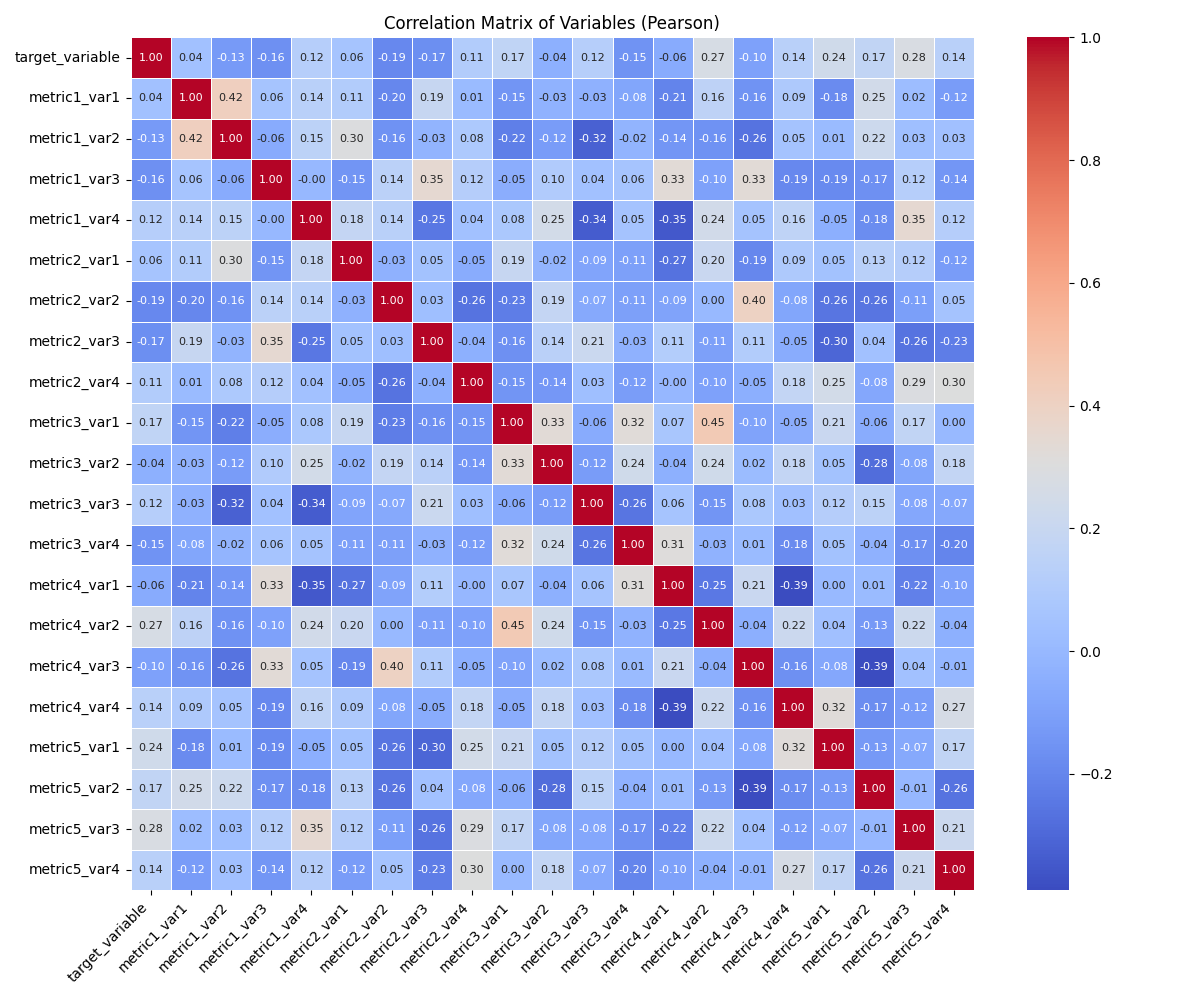 Correlation Matrix of Variables (Pearson)
target_variable 1.00 0.04 -0.13 -0.16 0.12 0.06 -0.19 -0.17 0.11 0.17 -0.04 0.12 -0.15 -0.06 0.27 -0.10 0.14 0.24 0.17 0.28 0.14
metric1_var1 0.04 1.00 0.42 0.06 0.14 0.11 -0.20 0.19 0.01 -0.15 -0.03 -0.03 -0.08 -0.21 0.16 -0.16 0.09 -0.18 0.25 0.02 -0.12
metric1_var2 -0.13 0.42 1.00 -0.06 0.15 0.30 -0.16 -0.03 0.08 -0.22 -0.12 -0.32 -0.02 -0.14 -0.16 -0.26 0.05 0.01 0.22 0.03 0.03
metric1_var3 -0.16 0.06 -0.06 1.00 -0.00 -0.15 0.14 0.35 0.12 -0.05 0.10 0.04 0.06 0.33 -0.10 0.33 -0.19 -0.19 -0.17 0.12 -0.14
metric1_var4 0.12 0.14 0.15 -0.00 1.00 0.18 0.14 -0.25 0.04 0.08 0.25 -0.34 0.05 -0.35 0.24 0.05 0.16 -0.05 -0.18 0.35 0.12
metric2_var1 0.06 0.11 0.30 -0.15 0.18 1.00 -0.03 0.05 -0.05 0.19 -0.02 -0.09 -0.11 -0.27 0.20 -0.19 0.09 0.05 0.13 0.12 -0.12
metric2_var2 -0.19 -0.20 -0.16 0.14 0.14 -0.03 1.00 0.03 -0.26 -0.23 0.19 -0.07 -0.11 -0.09 0.00 0.40 -0.08 -0.26 -0.26 -0.11 0.05
metric2_var3 -0.17 0.19 -0.03 0.35 -0.25 0.05 0.03 1.00 -0.04 -0.16 0.14 0.21 -0.03 0.11 -0.11 0.11 -0.05 -0.30 0.04 -0.26 -0.23
metric2_var4 0.11 0.01 0.08 0.12 0.04 -0.05 -0.26 -0.04 1.00 -0.15 -0.14 0.03 -0.12 -0.00 -0.10 -0.05 0.18 0.25 -0.08 0.29 0.30
metric3_var1 0.17 -0.15 -0.22 -0.05 0.08 0.19 -0.23 -0.16 -0.15 1.00 0.33 -0.06 0.32 0.07 0.45 -0.10 -0.05 0.21 -0.06 0.17 0.00
metric3_var2 -0.04 -0.03 -0.12 0.10 0.25 -0.02 0.19 0.14 -0.14 0.33 1.00 -0.12 0.24 -0.04 0.24 0.02 0.18 0.05 -0.28 -0.08 0.18
metric3_var3 0.12 -0.03 -0.32 0.04 -0.34 -0.09 -0.07 0.21 0.03 -0.06 -0.12 1.00 -0.26 0.06 -0.15 0.08 0.03 0.12 0.15 -0.08 -0.07
metric3_var4 -0.15 -0.08 -0.02 0.06 0.05 -0.11 -0.11 -0.03 -0.12 0.32 0.24 -0.26 1.00 0.31 -0.03 0.01 -0.18 0.05 -0.04 -0.17 -0.20
metric4_var1 -0.06 -0.21 -0.14 0.33 -0.35 -0.27 -0.09 0.11 -0.00 0.07 -0.04 0.06 0.31 1.00 -0.25 0.21 -0.39 0.00 0.01 -0.22 -0.10
metric4_var2 0.27 0.16 -0.16 -0.10 0.24 0.20 0.00 -0.11 -0.10 0.45 0.24 -0.15 -0.03 -0.25 1.00 -0.04 0.22 0.04 -0.13 0.22 -0.04
metric4_var3 -0.10 -0.16 -0.26 0.33 0.05 -0.19 0.40 0.11 -0.05 -0.10 0.02 0.08 0.01 0.21 -0.04 1.00 -0.16 -0.08 -0.39 0.04 -0.01
metric4_var4 0.14 0.09 0.05 -0.19 0.16 0.09 -0.08 -0.05 0.18 -0.05 0.18 0.03 -0.18 -0.39 0.22 -0.16 1.00 0.32 -0.17 -0.12 0.27
metric5_var1 0.24 -0.18 0.01 -0.19 -0.05 0.05 -0.26 -0.30 0.25 0.21 0.05 0.12 0.05 0.00 0.04 -0.08 0.32 1.00 -0.13 -0.07 0.17
metric5_var2 0.17 0.25 0.22 -0.17 -0.18 0.13 -0.26 0.04 -0.08 -0.06 -0.28 0.15 -0.04 0.01 -0.13 -0.39 -0.17 -0.13 1.00 -0.01 -0.26
metric5_var3 0.28 0.02 0.03 0.12 0.35 0.12 -0.11 -0.26 0.29 0.17 -0.08 -0.08 -0.17 -0.22 0.22 0.04 -0.12 -0.07 -0.01 1.00 0.21
metric5_var4 0.14 -0.12 0.03 -0.14 0.12 -0.12 0.05 -0.23 0.30 0.00 0.18 -0.07 -0.20 -0.10 -0.04 -0.01 0.27 0.17 -0.26 0.21 1.00
target_variable
metric1_var1
metric1_var2
metric1_var3
metric1_var4
metric2_var1
metric2_var2
metric2_var3
metric2_var4
metric3_var1
metric3_var2
metric3_var3
metric3_var4
metric4_var1
metric4_var2
metric4_var3
metric4_var4
metric5_var1
metric5_var2
metric5_var3
metric5_var4
1.0
0.8
0.6
0.4
0.2
0.0
−0.2